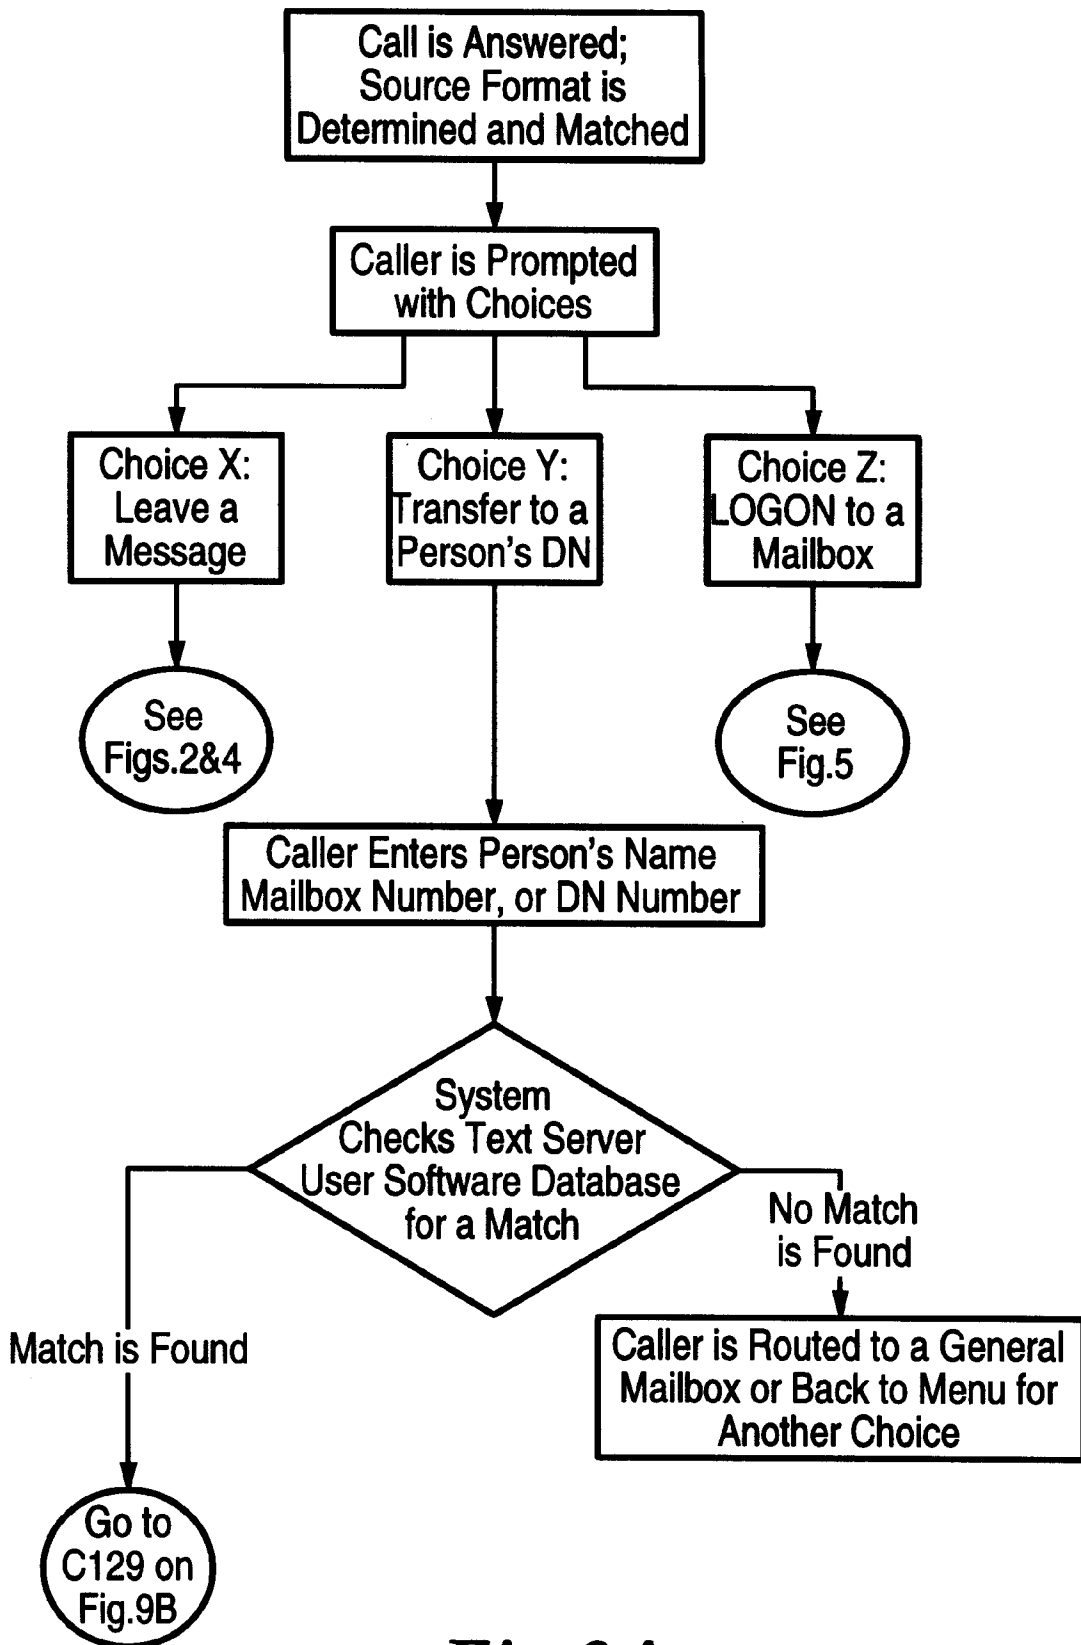 Call is Answered;
Source Format is
Determined and Matched
Caller is Prompted
with Choices
Choice X:
Leave a
Message
Choice Y:
Transfer to a
Person's DN
Choice Z:
LOGON to a
Mailbox
See
Figs.2&4
See
Fig.5
Caller Enters Person's Name
Mailbox Number, or DN Number
System
Checks Text Server
User Software Database
for a Match
No Match
is Found
Match is Found
Caller is Routed to a General
Mailbox or Back to Menu for
Another Choice
Go to
C129 on
Fig.9B